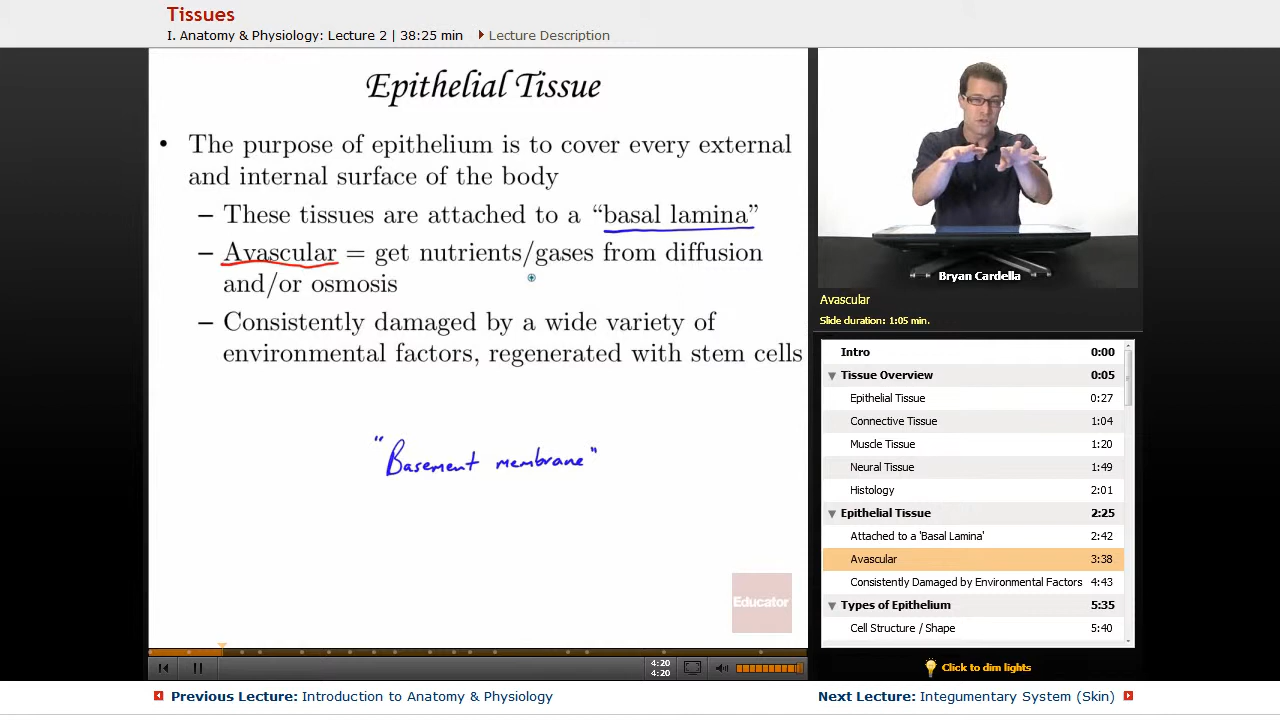 Tissues
I. Anatomy & Physiology: Lecture 2 | 38:25 min Lecture Description
Epithelial Tissue
• The purpose of epithelium is to cover every external
and internal surface of the body
– These tissues are attached to a “basal lamina”
– Avascular = get nutrients/gases from diffusion
and/or osmosis
– Consistently damaged by a wide variety of
environmental factors, regenerated with stem cells
"Basement membrane"
Educator
Bryan Cardella
Avascular
Slide duration: 1:05 min.
Intro 0:00
Tissue Overview 0:05
Epithelial Tissue 0:27
Connective Tissue 1:04
Muscle Tissue 1:20
Neural Tissue 1:49
Histology 2:01
Epithelial Tissue 2:25
Attached to a 'Basal Lamina' 2:42
Avascular 3:38
Consistently Damaged by Environmental Factors 4:43
Types of Epithelium 5:35
Cell Structure / Shape 5:40
4:20
4:20
Click to dim lights
Previous Lecture: Introduction to Anatomy & Physiology
Next Lecture: Integumentary System (Skin)